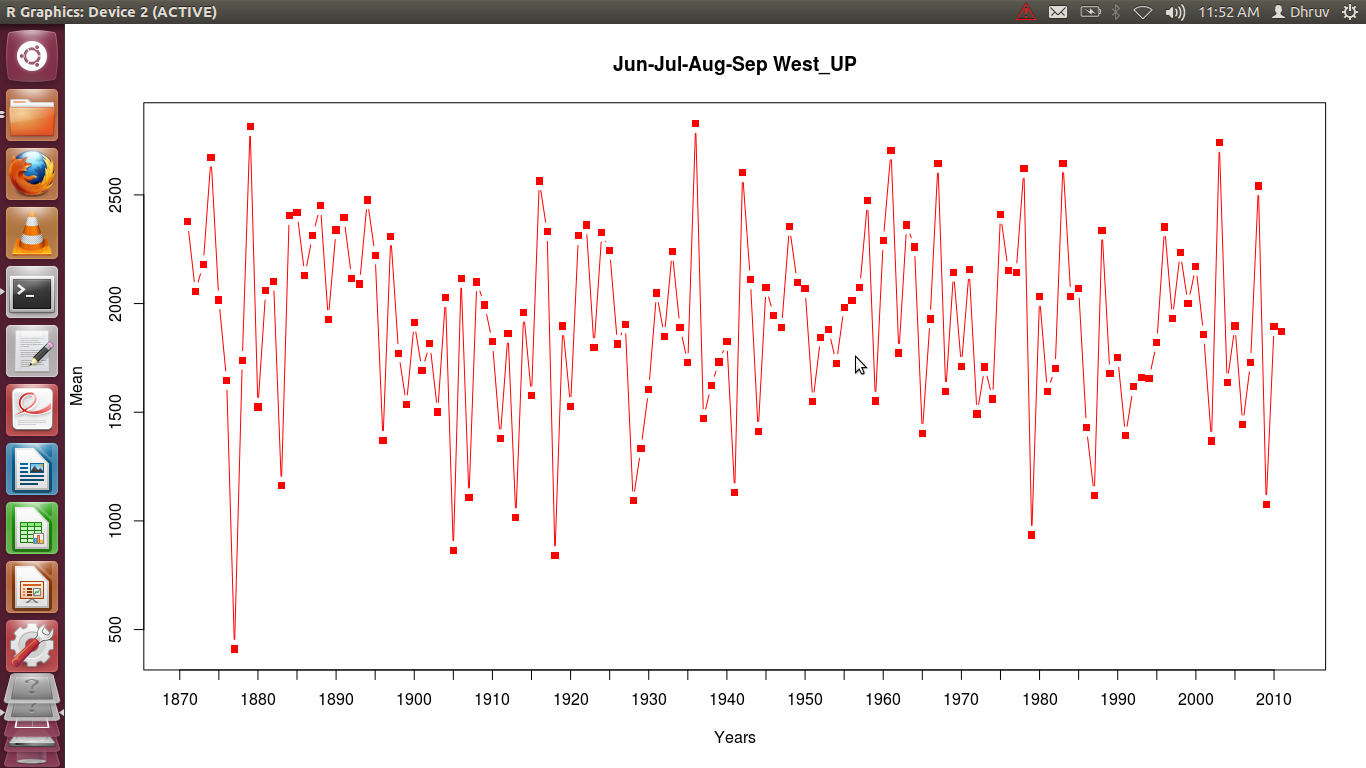 R Graphics: Device 2 (ACTIVE)
11:52 AM Dhruv
Jun-Jul-Aug-Sep West_UP
Mean
2500
2000
1500
1000
500
1870 1880 1890 1900 1910 1920 1930 1940 1950 1960 1970 1980 1990 2000 2010
Years
>_
?
?